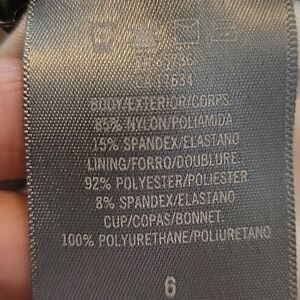 BODY/EXTERIOR/CORPS:
85% NYLON/POLIAMIDA
15% SPANDEX/ELASTANO
LINING/FORRO/DOUBLURE:
92% POLYESTER/POLIESTER
8% SPANDEX/ELASTANO
CUP/COPAS/BONNET:
100% POLYURETHANE/POLIURETANO
6